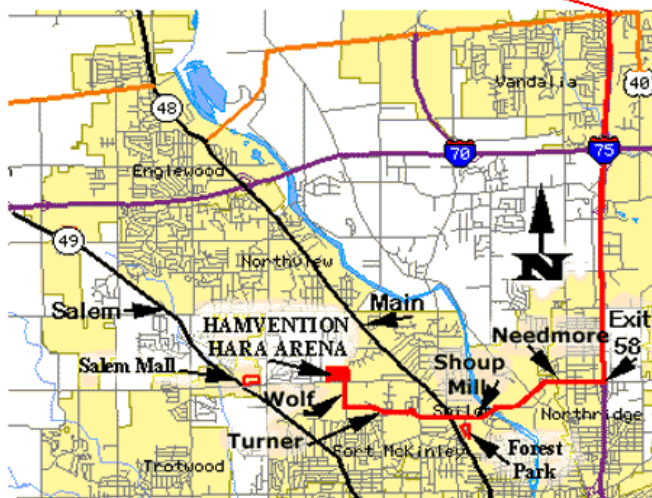 Vandalia
40
48
70
75
Englewood
49
Northview
Salem
Main
HAMVENTION
HARA ARENA
Needmore
Exit
58
Salem Mall
Shoup
Mill
Wolf
Northridge
Turner
Fort McKinley
Forest
Park
Trotwood